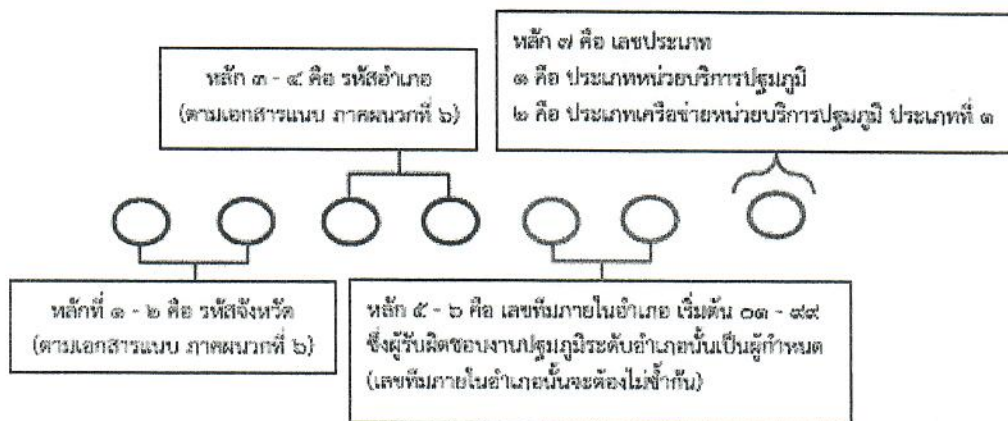 หลัก ๓ - ๔ คือ รหัสอำเภอ
(ตามเอกสารแนบ ภาคผนวกที่ ๖)
หลัก ๗ คือ เลขประเภท
๑ คือ ประเภทหน่วยบริการปฐมภูมิ
๒ คือ ประเภทเครือข่ายหน่วยบริการปฐมภูมิ ประเภทที่ ๑
หลักที่ ๑ - ๒ คือ รหัสจังหวัด
(ตามเอกสารแนบ ภาคผนวกที่ ๖)
หลัก ๕ - ๖ คือ เลขทีมภายในอำเภอ เริ่มต้น ๐๑ - ๙๙
ซึ่งผู้รับผิดชอบงานปฐมภูมิระดับอำเภอนั้นเป็นผู้กำหนด
(เลขทีมภายในอำเภอนั้นจะต้องไม่ซ้ำกัน)